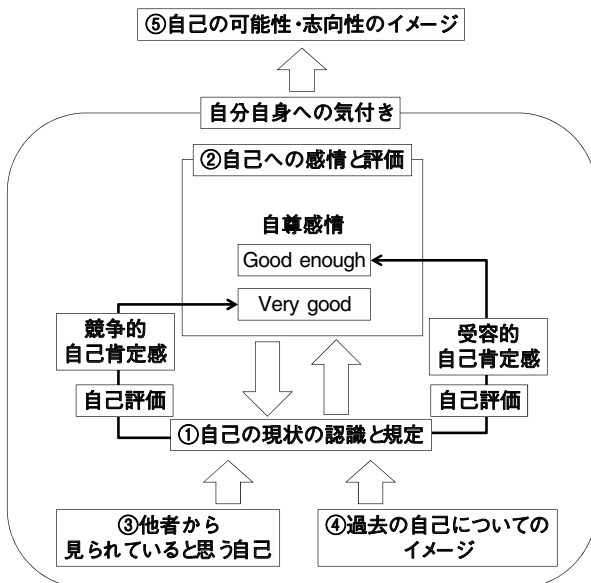 ⑤自己の可能性・志向性のイメージ
自分自身への気付き
②自己への感情と評価
自尊感情
Good enough
Very good
競争的
自己肯定感
受容的
自己肯定感
自己評価
自己評価
①自己の現状の認識と規定
③他者から
見られていると思う自己
④過去の自己についての
イメージ